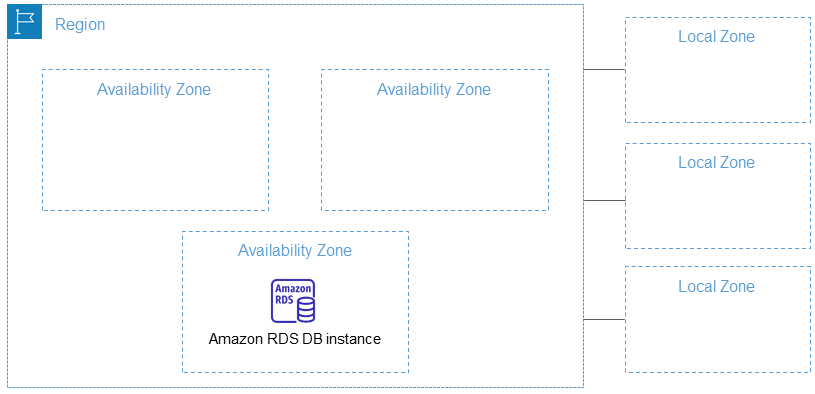 Region
Availability Zone
Availability Zone
Availability Zone
Amazon
RDS
Amazon RDS DB instance
Local Zone
Local Zone
Local Zone